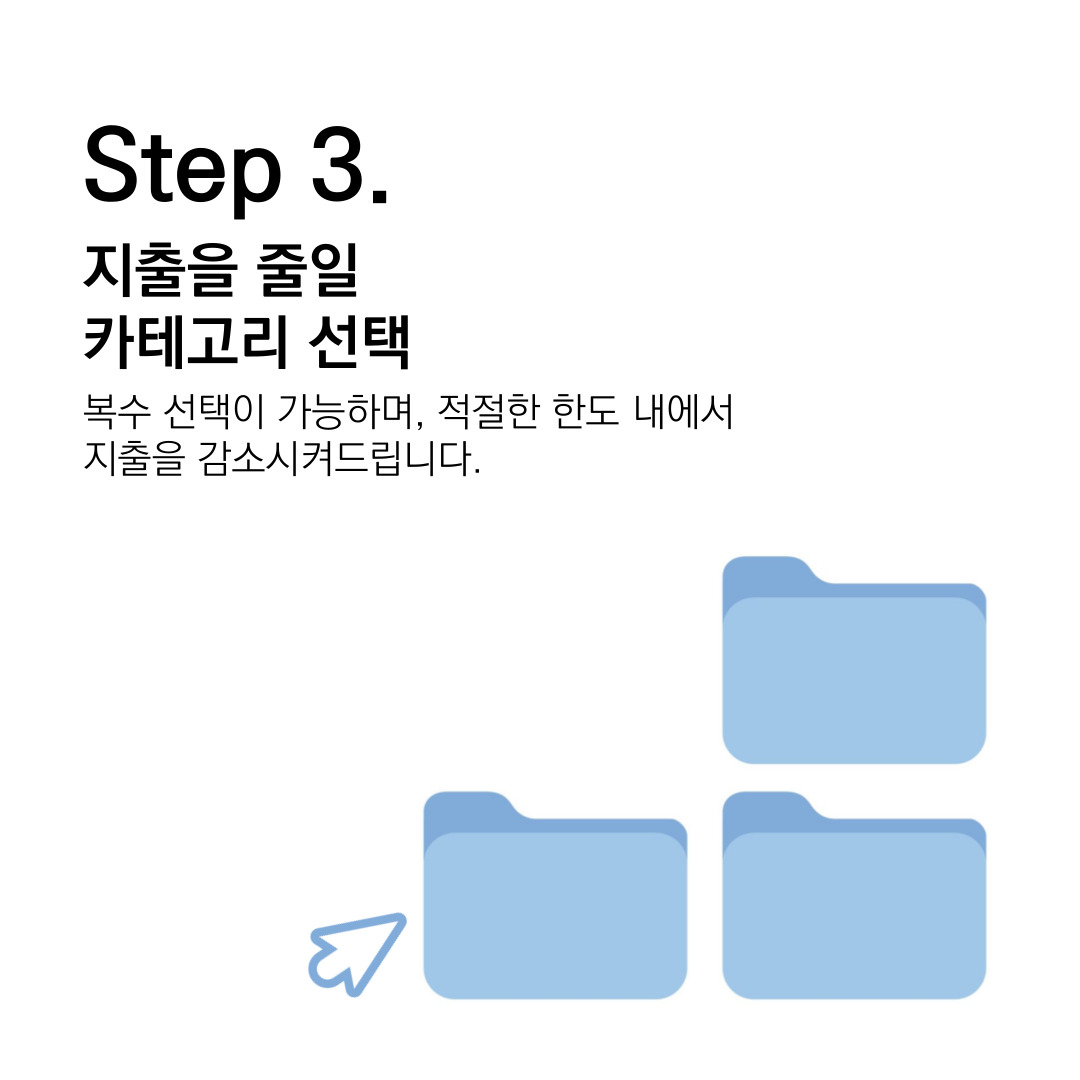 Step 3.
지출을 줄일
카테고리 선택
복수 선택이 가능하며, 적절한 한도 내에서
지출을 감소시켜드립니다.